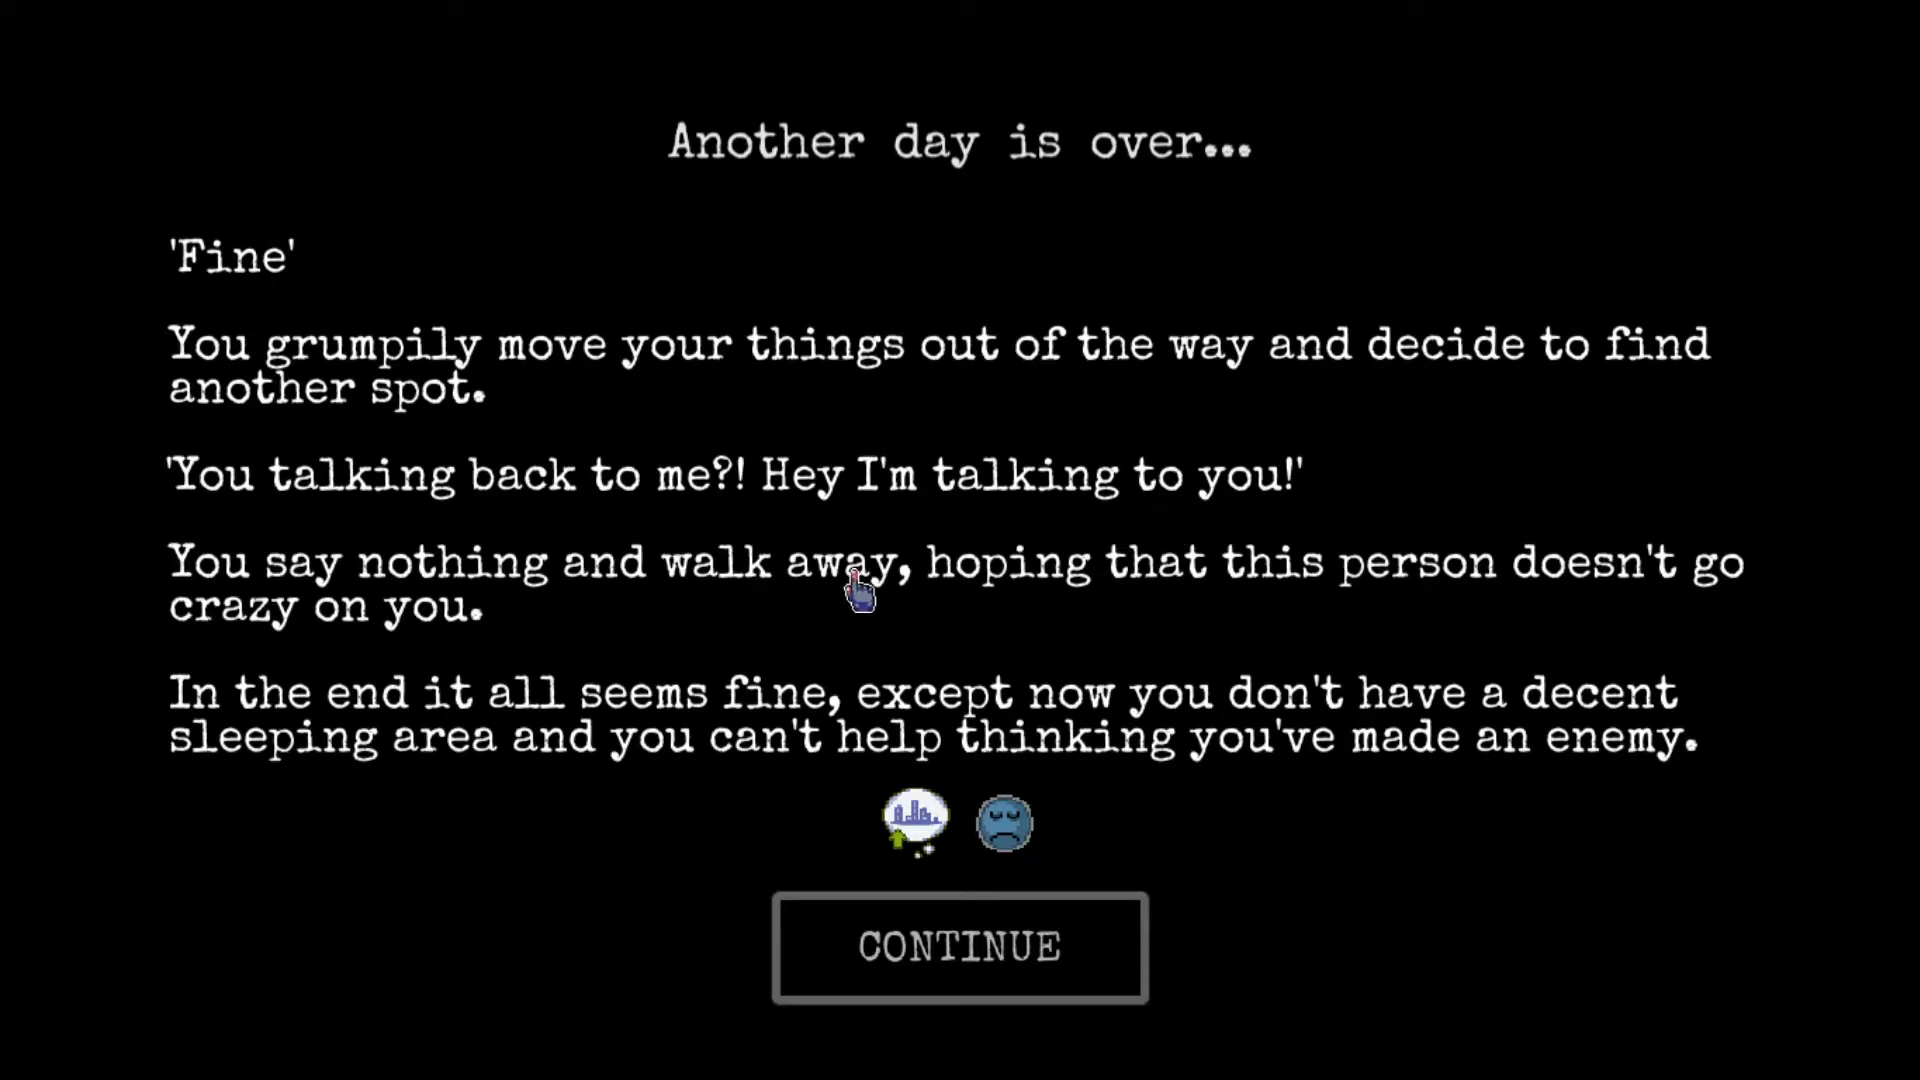 Another day is over...
'Fine'
You grumpily move your things out of the way and decide to find
another spot.
'You talking back to me?! Hey I'm talking to you!'
You say nothing and walk away, hoping that this person doesn't go
crazy on you.
In the end it all seems fine, except now you don't have a decent
sleeping area and you can't help thinking you've made an enemy.
CONTINUE